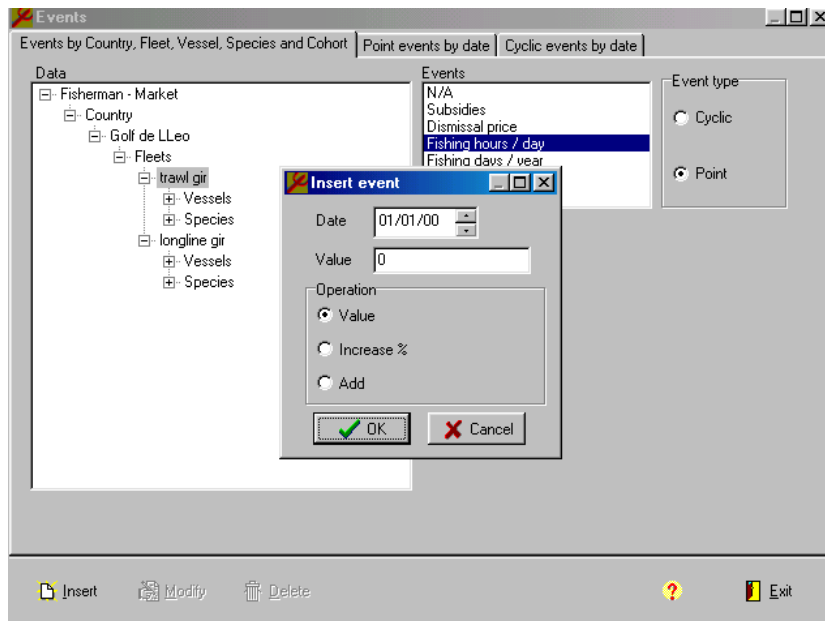 Events
Events by Country, Fleet, Vessel, Species and Cohort
Point events by date
Cyclic events by date
Data
Fisherman - Market
Country
Golf de LLeo
Fleets
trawl gir
Vessels
Species
longline gir
Vessels
Species
Events
N/A
Subsidies
Dismissal price
Fishing hours / day
Fishing days / year
Event type
Cyclic
Point
Insert event
Date 01/01/00
Value 0
Operation
Value
Increase %
Add
OK Cancel
Insert Modify Delete ? Exit